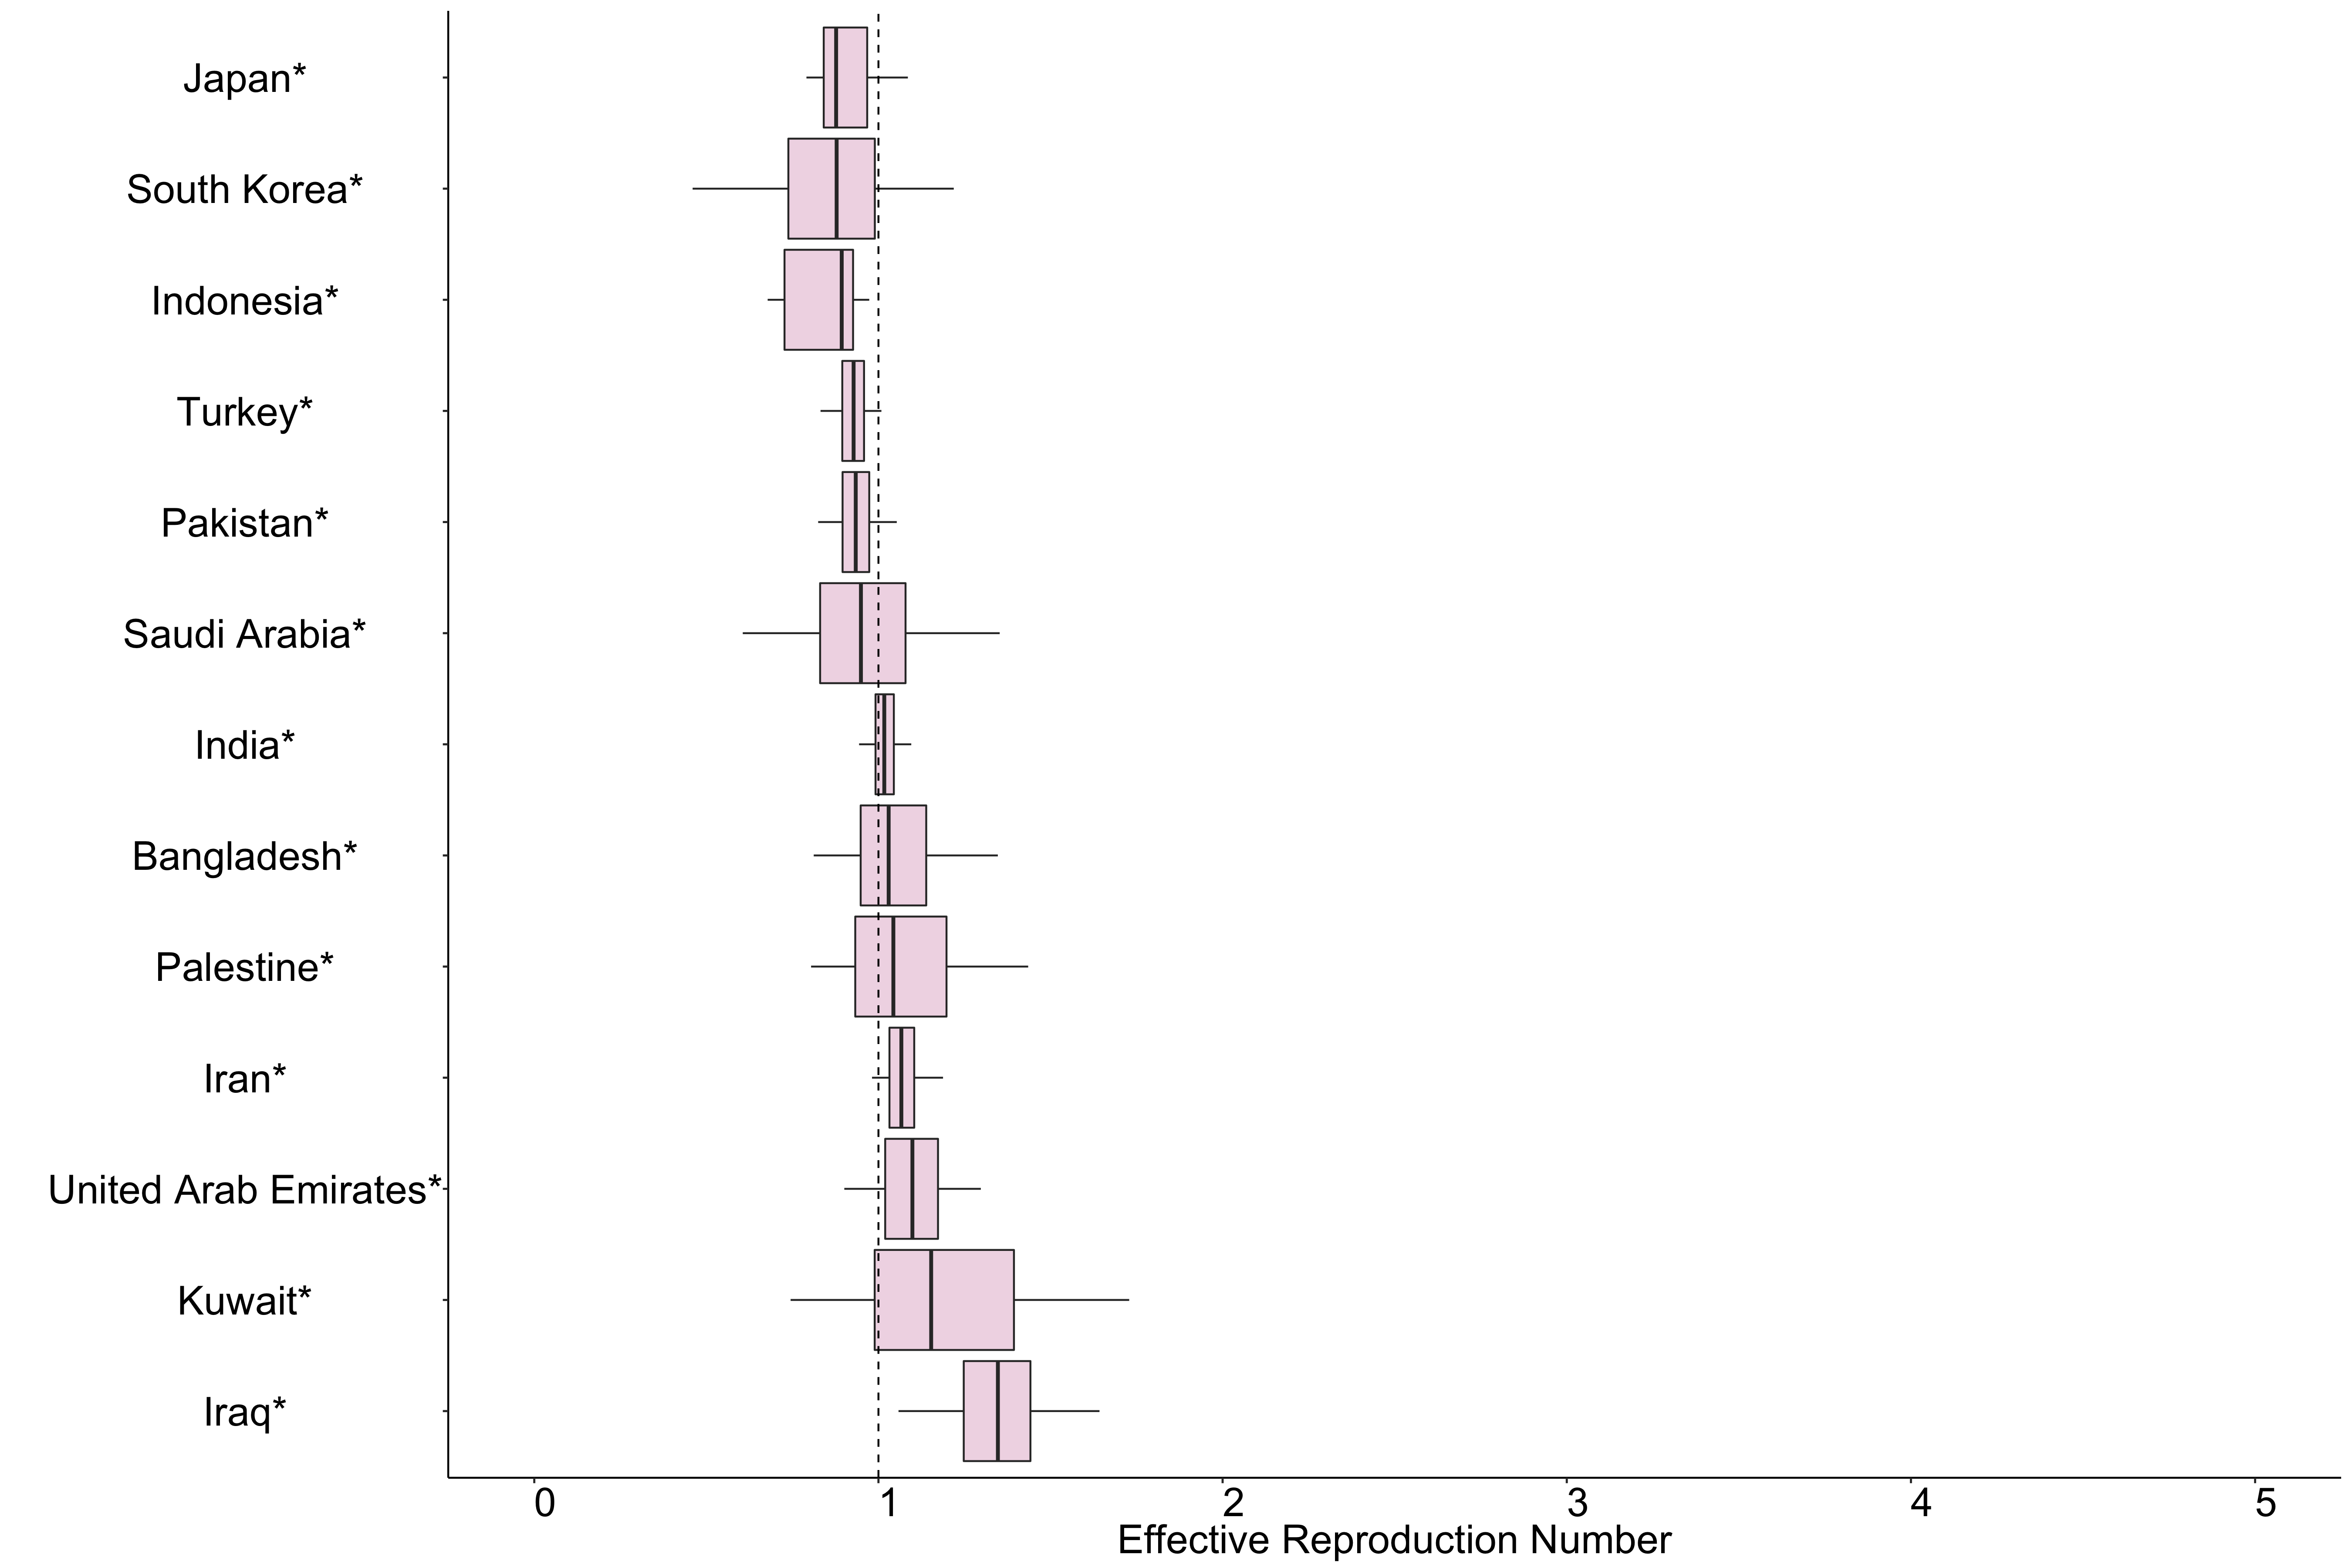 Japan*
South Korea*
Indonesia*
Turkey*
Pakistan*
Saudi Arabia*
India*
Bangladesh*
Palestine*
Iran*
United Arab Emirates*
Kuwait*
Iraq*
0 1 2 3 4 5
Effective Reproduction Number